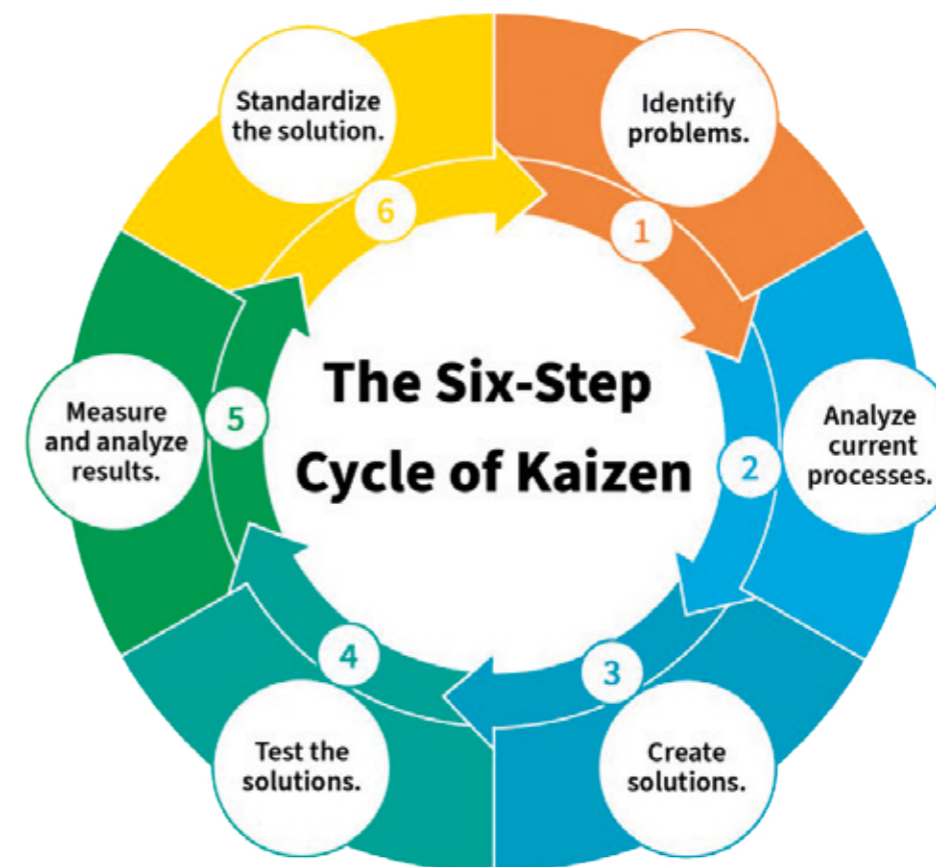 The Six-Step
Cycle of Kaizen
1
Identify
problems.
2
Analyze
current
processes.
3
Create
solutions.
4
Test the
solutions.
5
Measure
and analyze
results.
6
Standardize
the solution.